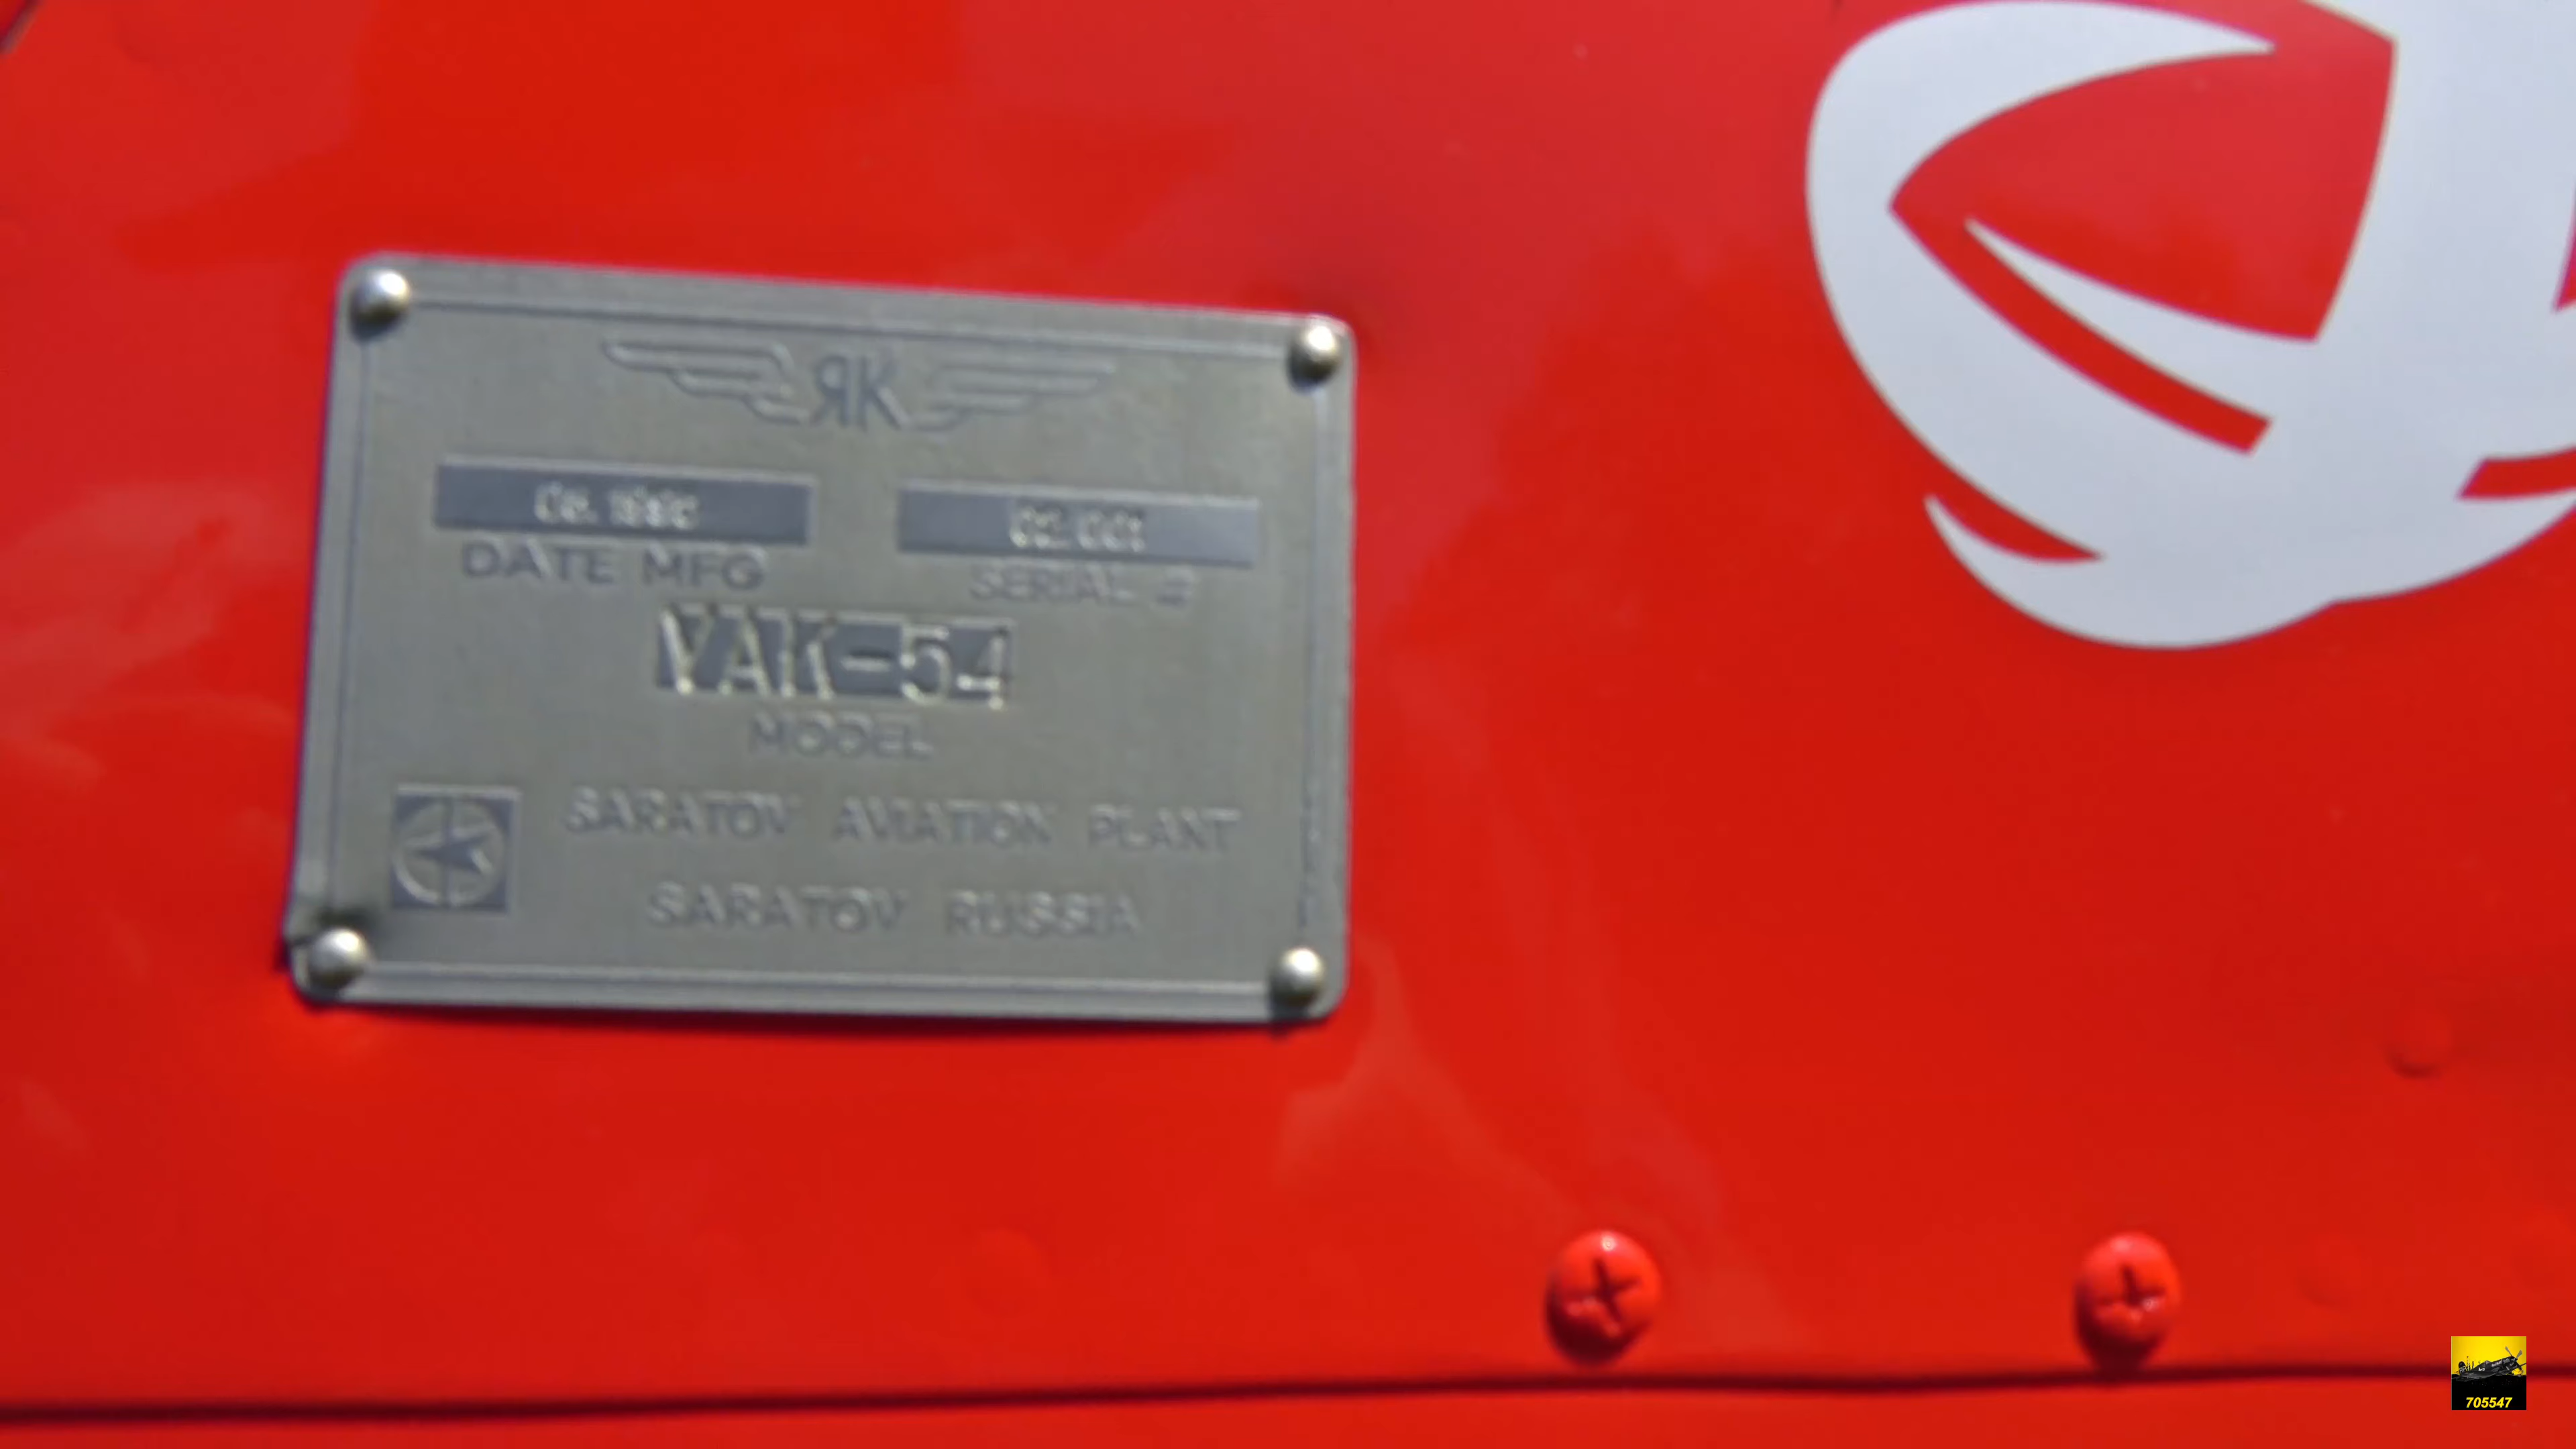 ЯК
DATE MFG
SERIAL #
YAK-54
MODEL
SARATOV AVIATION PLANT
SARATOV RUSSIA
705547